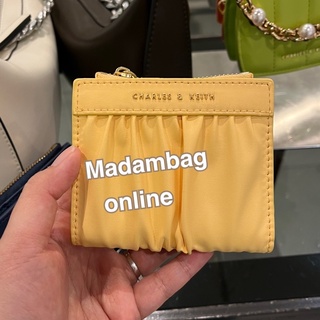 CHARLES & KEITH
Madambag
online